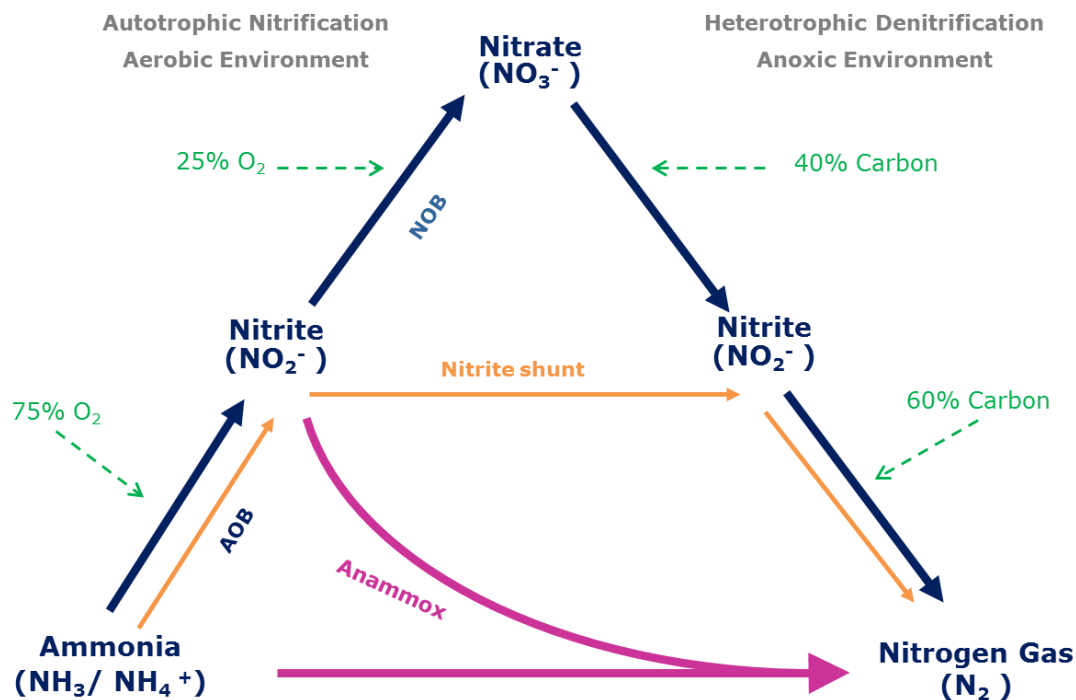 Autotrophic Nitrification
Aerobic Environment
Heterotrophic Denitrification
Anoxic Environment
Nitrate
(NO₃⁻ )
25% O₂
40% Carbon
NOB
Nitrite
(NO₂⁻ )
Nitrite
(NO₂⁻ )
Nitrite shunt
75% O₂
60% Carbon
AOB
Anammox
Ammonia
(NH₃/ NH₄⁺)
Nitrogen Gas
(N₂ )